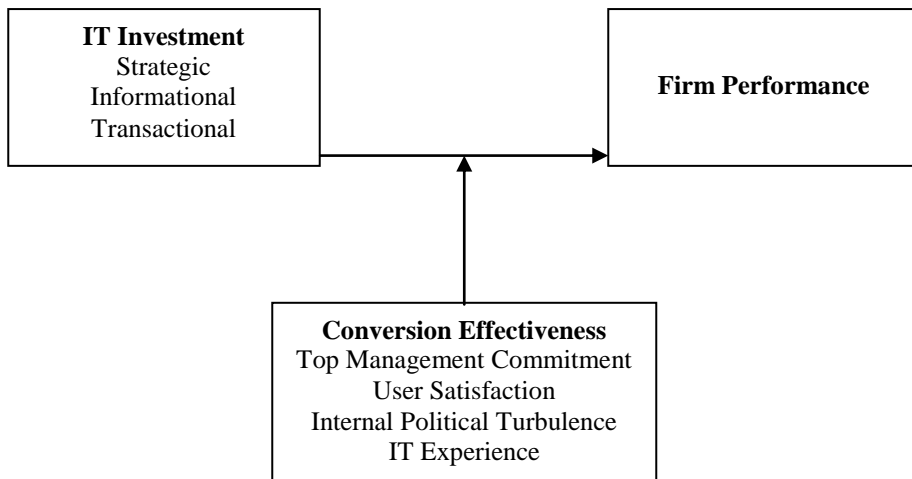 IT Investment
Strategic
Informational
Transactional
Firm Performance
Conversion Effectiveness
Top Management Commitment
User Satisfaction
Internal Political Turbulence
IT Experience